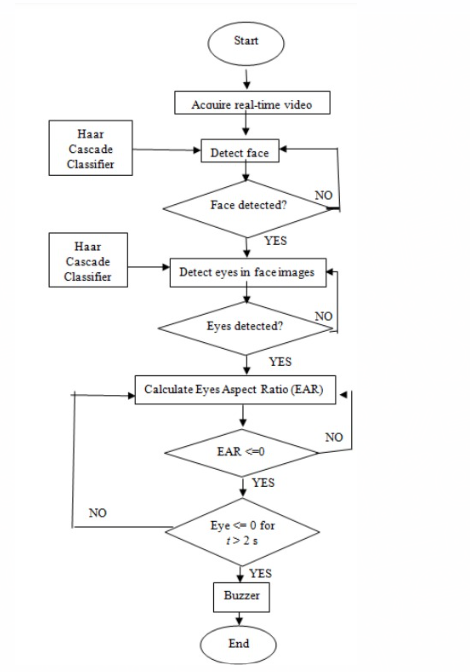 Start
Acquire real-time video
Haar
Cascade
Classifier
Detect face
NO
Face detected?
YES
Haar
Cascade
Classifier
Detect eyes in face images
NO
Eyes detected?
YES
Calculate Eyes Aspect Ratio (EAR)
NO
EAR <=0
YES
NO
Eye <= 0 for
t > 2 s
YES
Buzzer
End